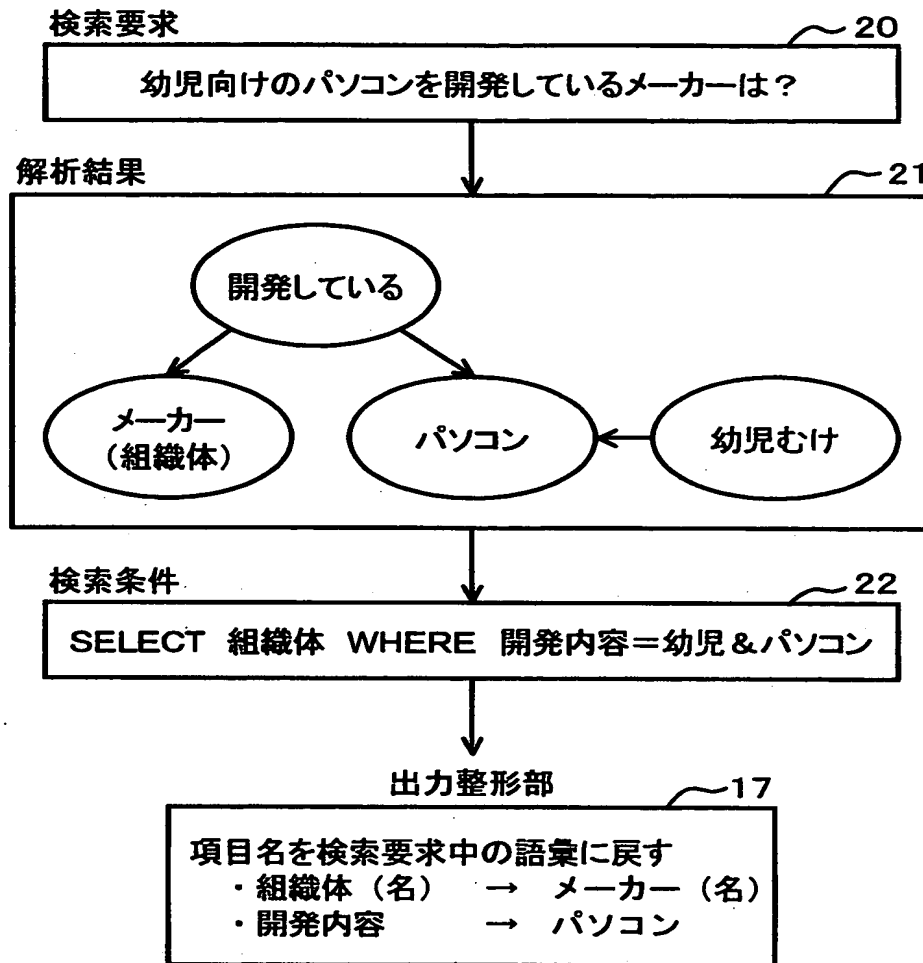 検索要求
20
幼児向けのパソコンを開発しているメーカーは?
解析結果
21
開発している
メーカー
(組織体)
パソコン
幼児むけ
検索条件
22
SELECT 組織体 WHERE 開発内容=幼児&パソコン
出力整形部
17
項目名を検索要求中の語彙に戻す
・組織体(名) → メーカー(名)
・開発内容 → パソコン